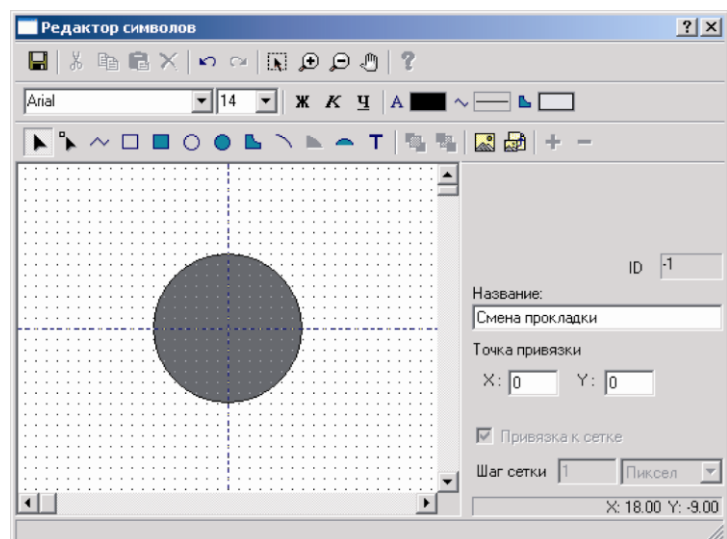 Редактор символов
Arial 14 Ж К Ч А
T
ID -1
Название:
Смена прокладки
Точка привязки
X: 0 Y: 0
Привязка к сетке
Шаг сетки 1 Пиксел
X: 18.00 Y: -9.00